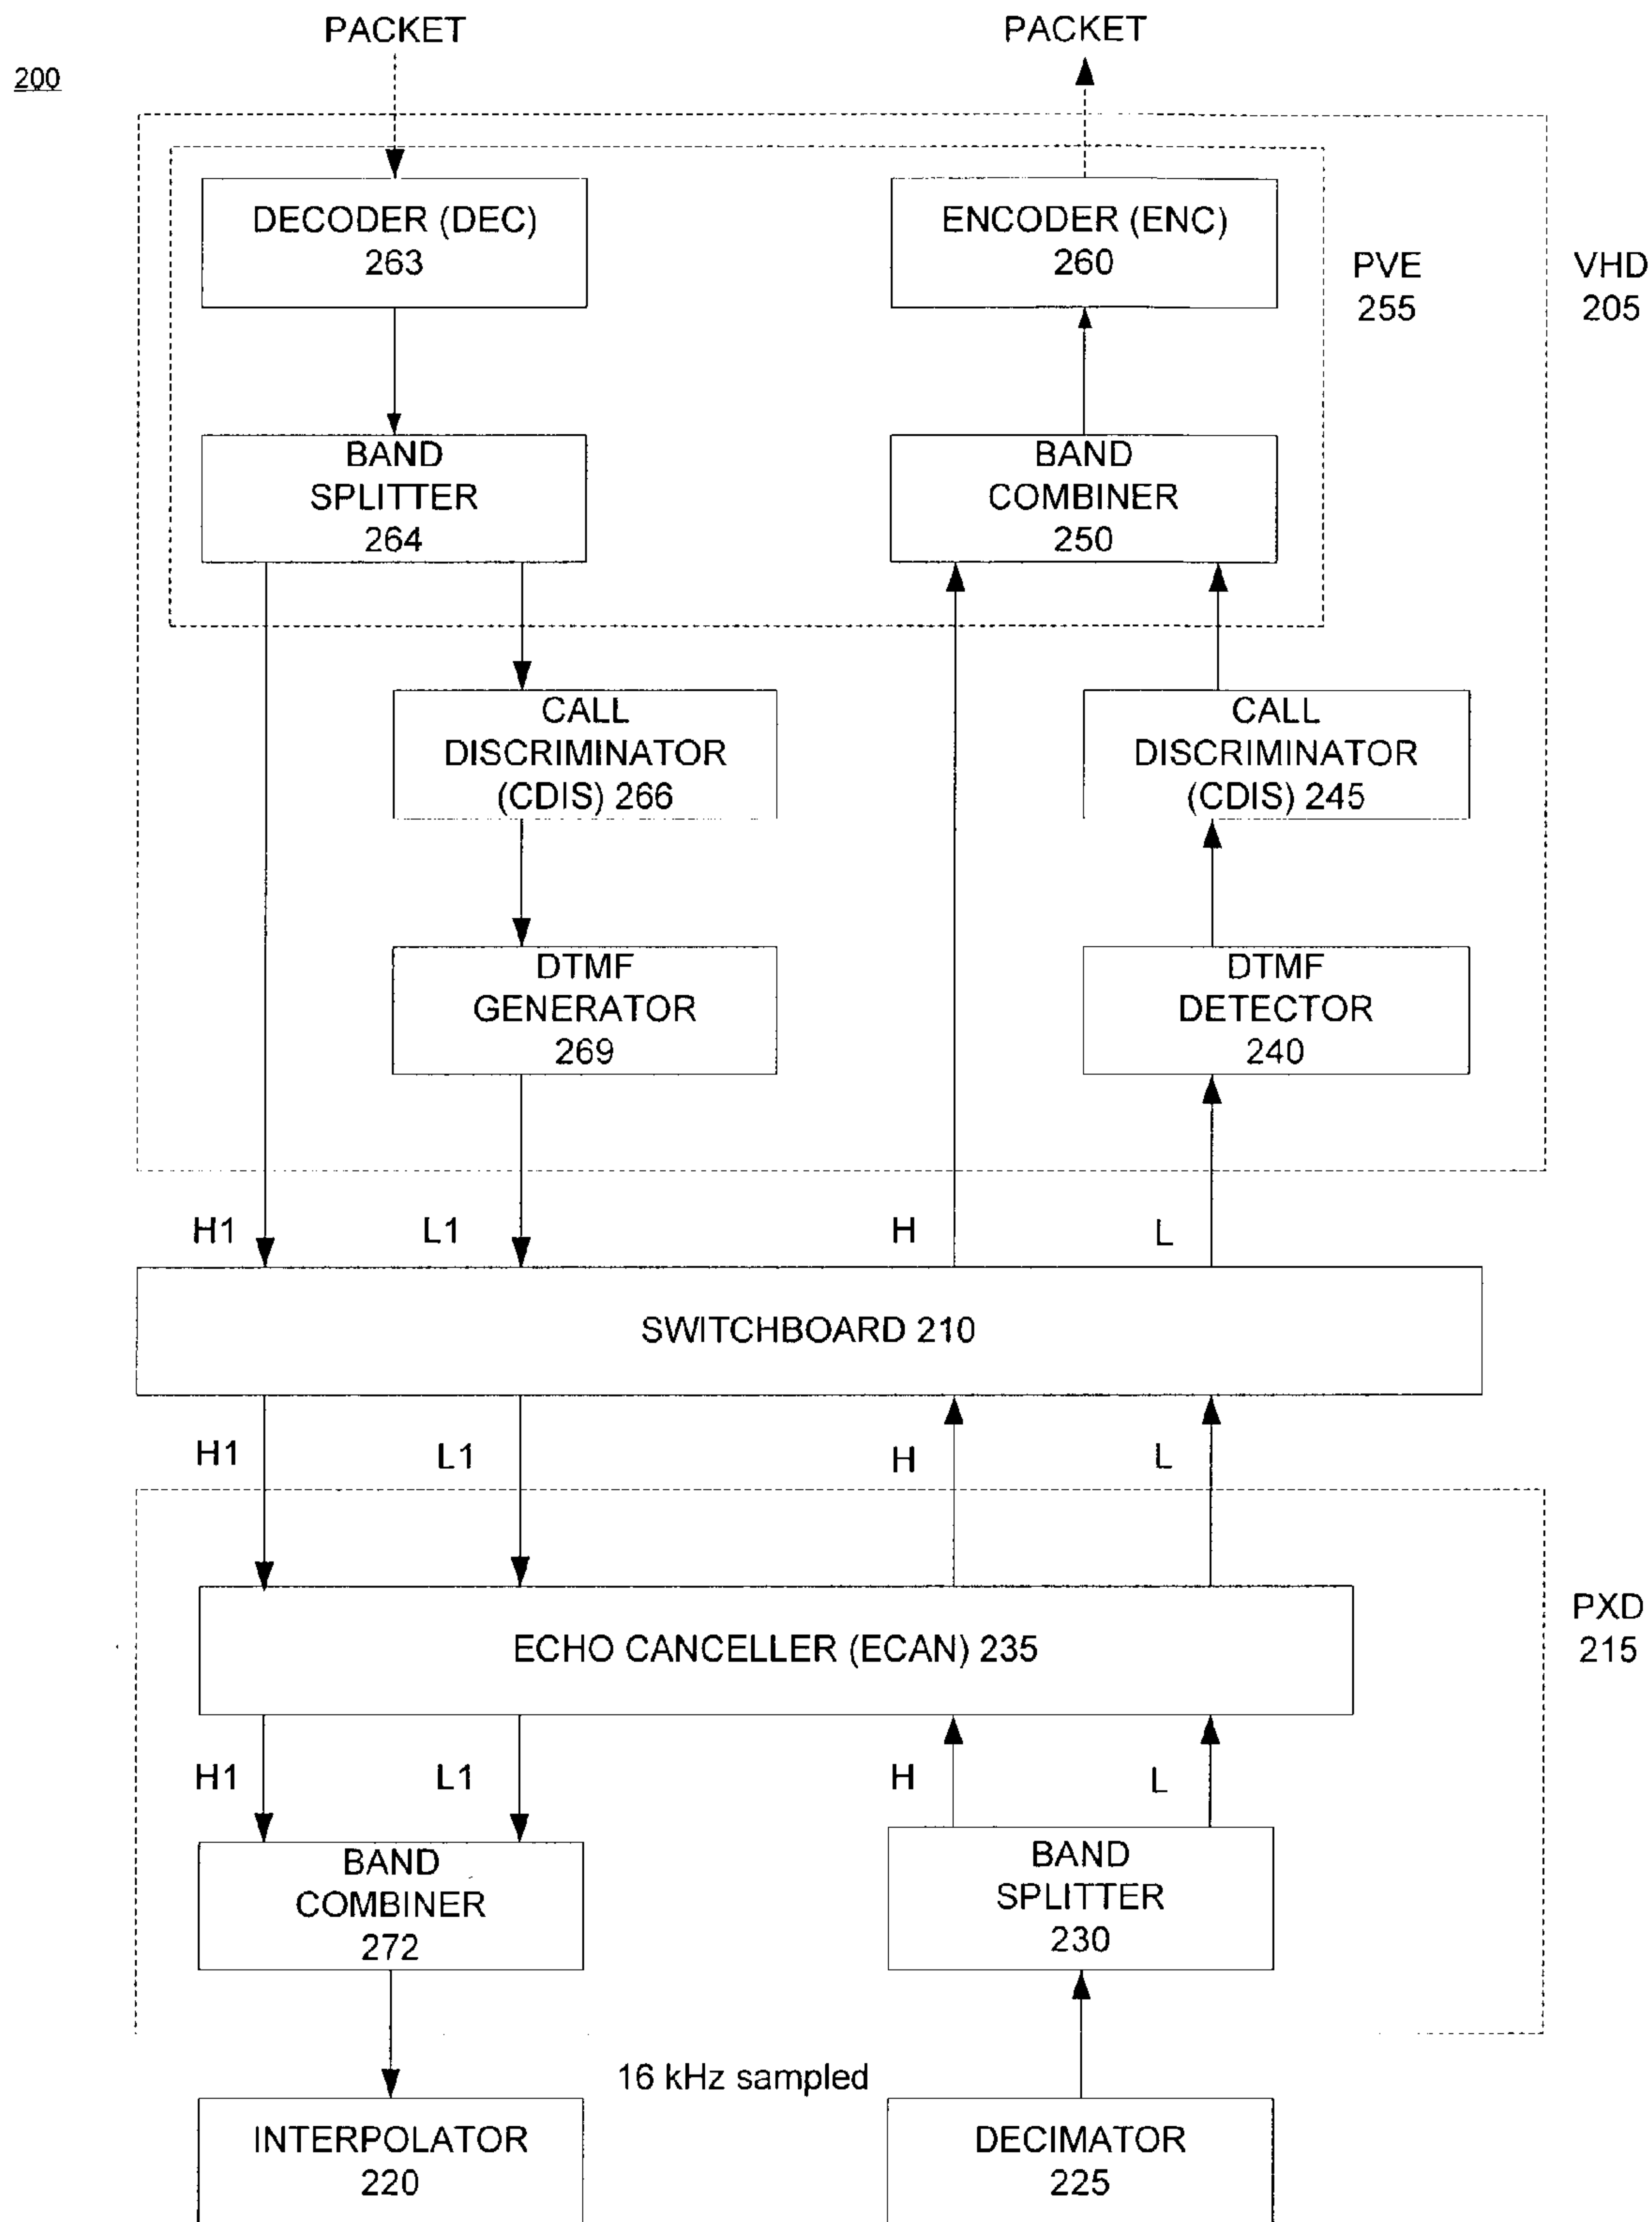 PACKET
PACKET
200
DECODER (DEC)
263
ENCODER (ENC)
260
PVE
255
VHD
205
BAND
SPLITTER
264
BAND
COMBINER
250
CALL
DISCRIMINATOR
(CDIS) 266
CALL
DISCRIMINATOR
(CDIS) 245
DTMF
GENERATOR
269
DTMF
DETECTOR
240
H1
L1
H
L
SWITCHBOARD 210
H1
L1
H
L
PXD
215
ECHO CANCELLER (ECAN) 235
H1
L1
H
L
BAND
COMBINER
272
BAND
SPLITTER
230
16 kHz sampled
INTERPOLATOR
220
DECIMATOR
225